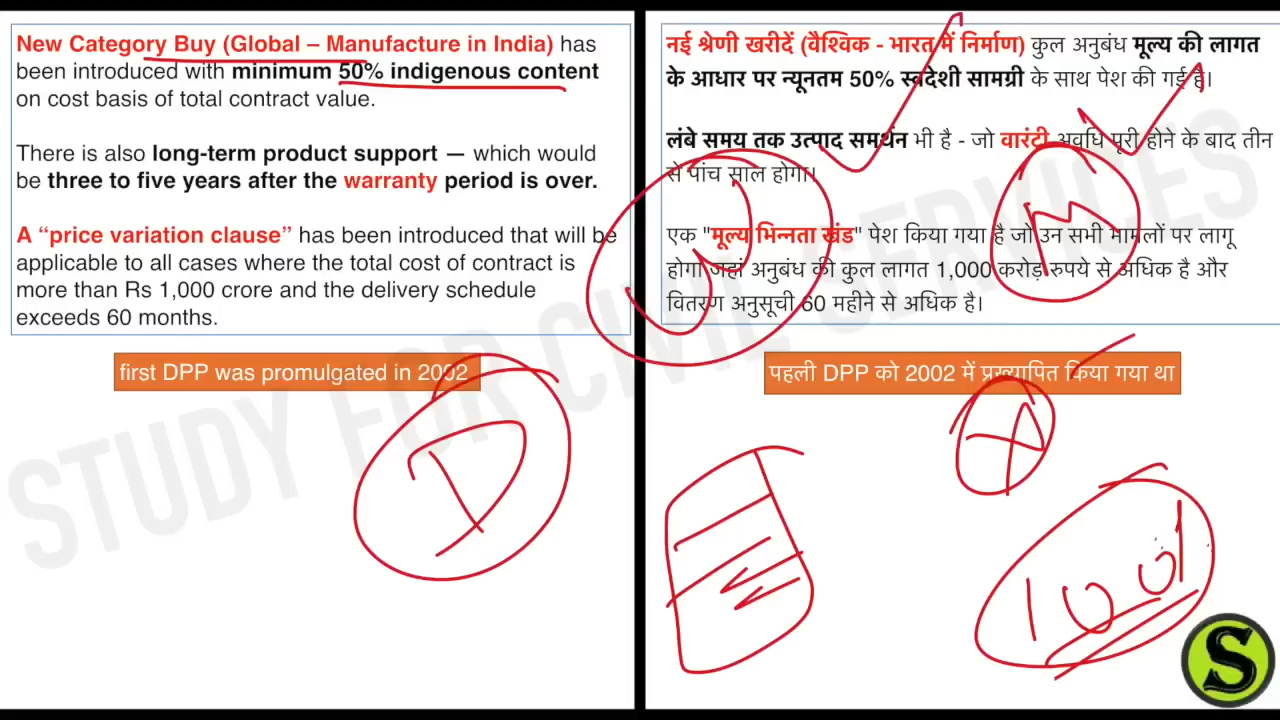 New Category Buy (Global – Manufacture in India) has
been introduced with minimum 50% indigenous content
on cost basis of total contract value.
There is also long-term product support — which would
be three to five years after the warranty period is over.
A “price variation clause” has been introduced that will be
applicable to all cases where the total cost of contract is
more than Rs 1,000 crore and the delivery schedule
exceeds 60 months.
first DPP was promulgated in 2002
नई श्रेणी खरीदें (वैश्विक - भारत में निर्माण) कुल अनुबंध मूल्य की लागत
के आधार पर न्यूनतम 50% स्वदेशी सामग्री के साथ पेश की गई है।
लंबे समय तक उत्पाद समर्थन भी है - जो वारंटी अवधि पूरी होने के बाद तीन
से पांच साल होगा।
एक "मूल्य भिन्नता खंड" पेश किया गया है जो उन सभी मामलों पर लागू
होगा जहां अनुबंध की कुल लागत 1,000 करोड़ रुपये से अधिक है और
वितरण अनुसूची 60 महीने से अधिक है।
पहली DPP को 2002 में प्रख्यापित किया गया था
STUDY FOR CIVIL SERVICES
D
M
S